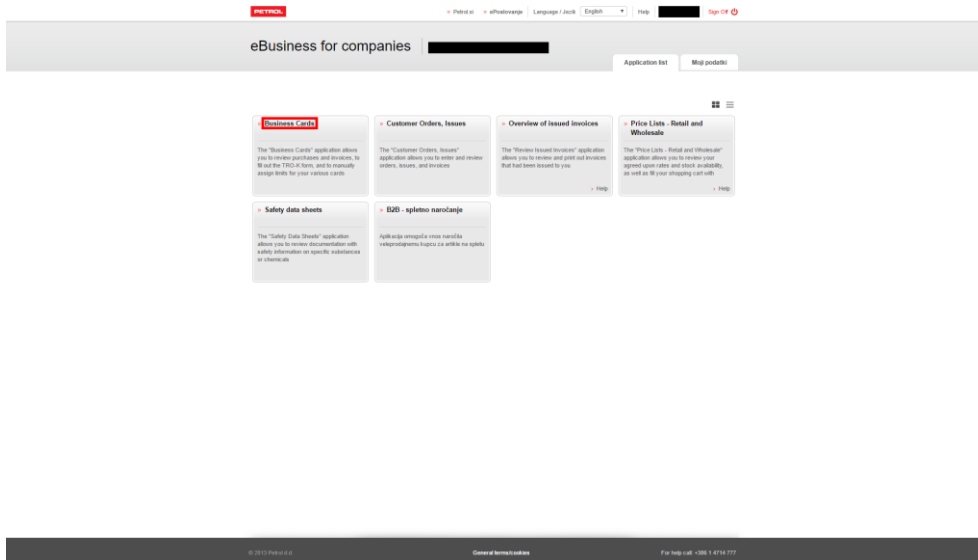 PETROL
» Petrol.si » ePoslovanje Language / Jezik English Help Sign Off
eBusiness for companies
Application list Moji podatki
» Business Cards
The "Business Cards" application allows
you to review purchases and invoices, to
fill out the TRO-K form, and to manually
assign limits for your various cards
» Customer Orders, Issues
The "Customer Orders, Issues"
application allows you to enter and review
orders, issues, and invoices
» Overview of issued invoices
The "Review Issued Invoices" application
allows you to review and print out invoices
that had been issued to you
» Help
» Price Lists - Retail and
Wholesale
The "Price Lists - Retail and Wholesale"
application allows you to review your
agreed upon rates and stock availability,
as well as fill your shopping cart with
» Help
» Safety data sheets
The "Safety Data Sheets" application
allows you to review documentation with
safety information on specific substances
or chemicals
» B2B - spletno naročanje
Aplikacija omogoča vnos naročila
veleprodajnemu kupcu za artikle na spletu
© 2013 Petrol d.d. General terms/cookies For help call: +386 1 4714 777